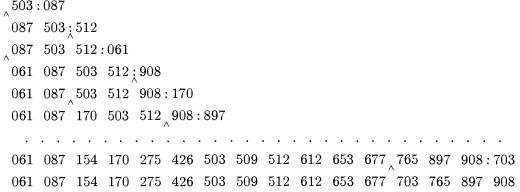 ‸503 : 087
087 503‸: 512
‸087 503 512 : 061
061 087 503 512‸: 908
061 087‸503 512 908 : 170
061 087 170 503 512‸908 : 897
. . . . . . . . . . . . . . . . . . . . . . . . . . . . . .
061 087 154 170 275 426 503 509 512 612 653 677‸765 897 908 : 703
061 087 154 170 275 426 503 509 512 612 653 677 703 765 897 908